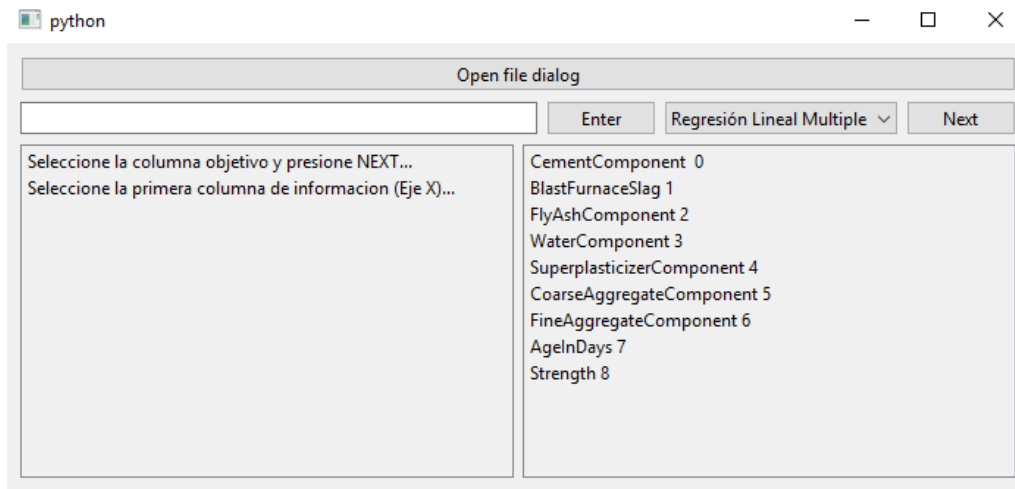 python
Open file dialog
Enter
Regresión Lineal Multiple
Next
Seleccione la columna objetivo y presione NEXT...
Seleccione la primera columna de informacion (Eje X)...
CementComponent 0
BlastFurnaceSlag 1
FlyAshComponent 2
WaterComponent 3
SuperplasticizerComponent 4
CoarseAggregateComponent 5
FineAggregateComponent 6
AgeInDays 7
Strength 8